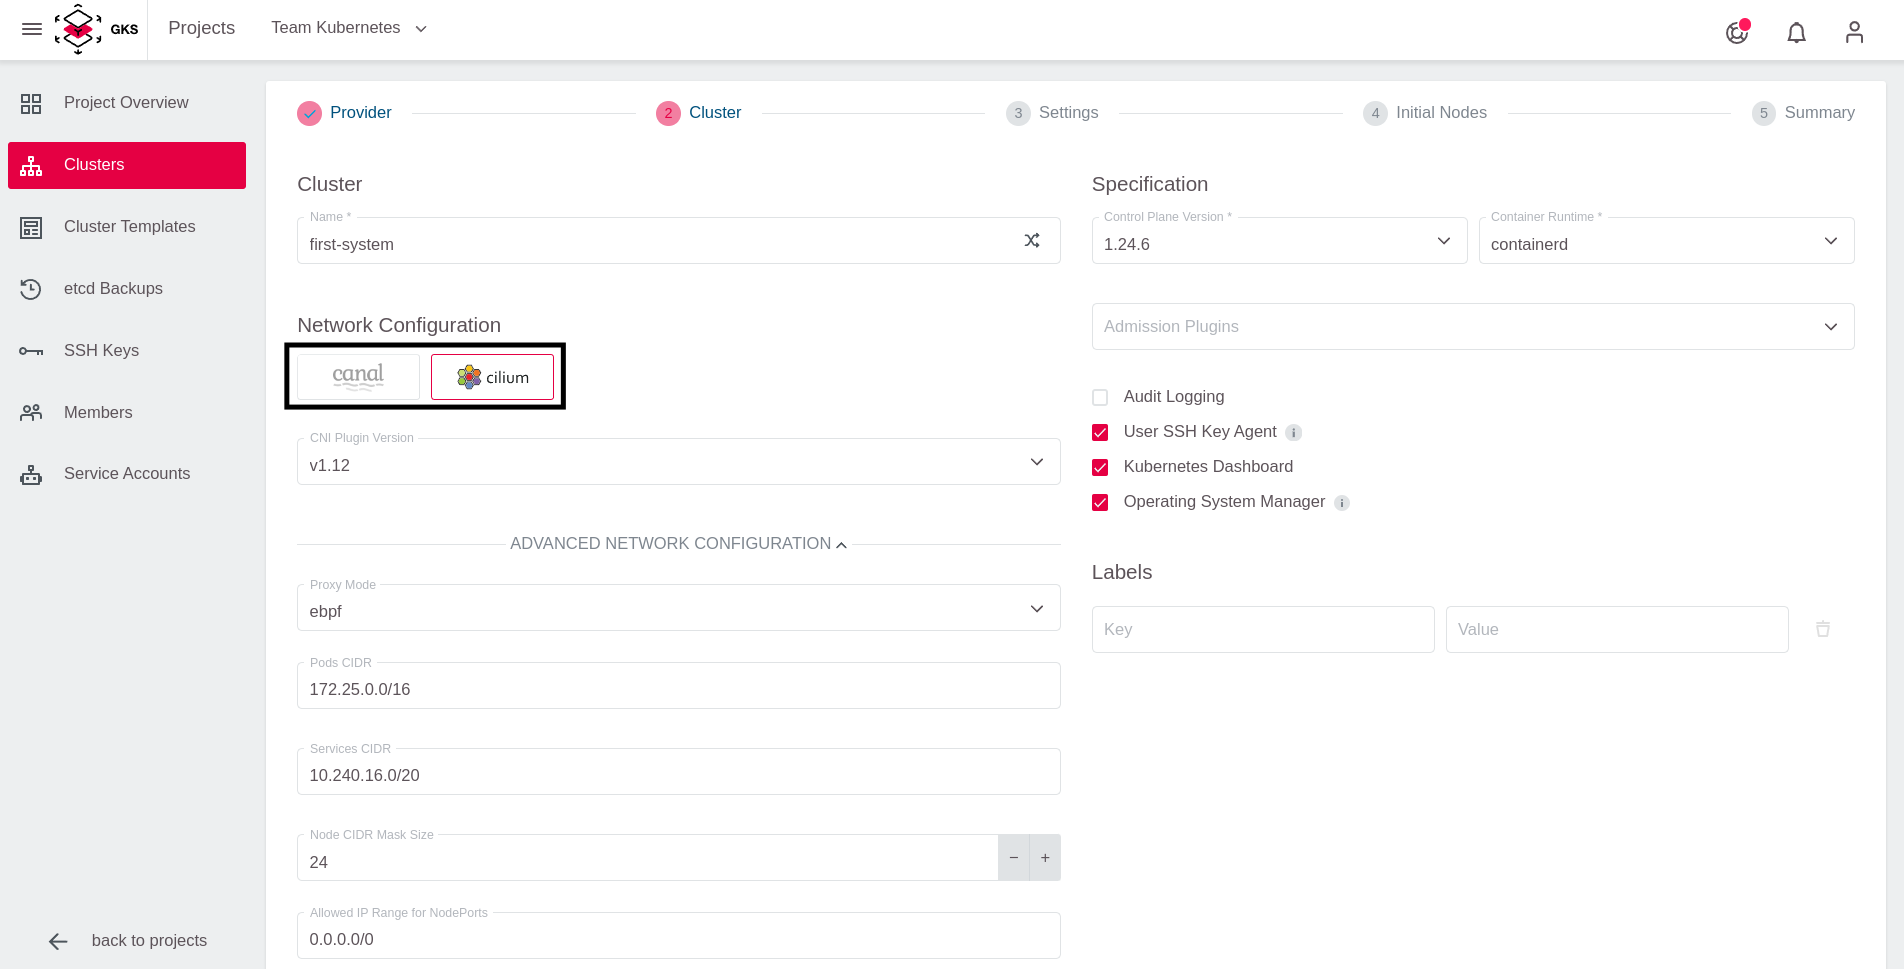 GKS
Projects
Team Kubernetes
Project Overview
Clusters
Cluster Templates
etcd Backups
SSH Keys
Members
Service Accounts
back to projects
Provider
2 Cluster
3 Settings
4 Initial Nodes
5 Summary
Cluster
Name *
first-system
Network Configuration
canal
cilium
CNI Plugin Version
v1.12
ADVANCED NETWORK CONFIGURATION
Proxy Mode
ebpf
Pods CIDR
172.25.0.0/16
Services CIDR
10.240.16.0/20
Node CIDR Mask Size
24
− +
Allowed IP Range for NodePorts
0.0.0.0/0
Specification
Control Plane Version *
1.24.6
Container Runtime *
containerd
Admission Plugins
Audit Logging
User SSH Key Agent i
Kubernetes Dashboard
Operating System Manager i
Labels
Key
Value